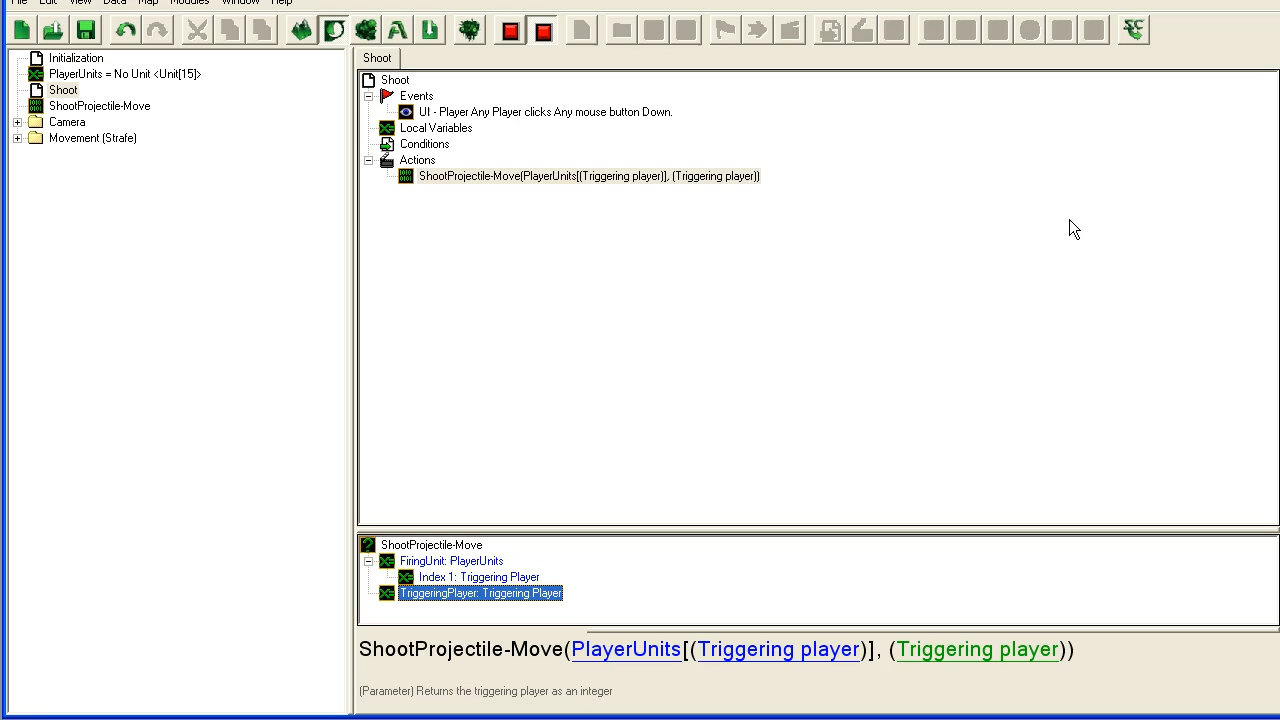 File Edit View Data Map Modules Window Help
Initialization
PlayerUnits = No Unit <Unit[15]>
Shoot
ShootProjectile-Move
Camera
Movement (Strafe)
Shoot
Shoot
Events
UI - Player Any Player clicks Any mouse button Down.
Local Variables
Conditions
Actions
ShootProjectile-Move(PlayerUnits[(Triggering player)], (Triggering player))
ShootProjectile-Move
FiringUnit: PlayerUnits
Index 1: Triggering Player
TriggeringPlayer: Triggering Player
ShootProjectile-Move(PlayerUnits[(Triggering player)], (Triggering player))
(Parameter) Returns the triggering player as an integer